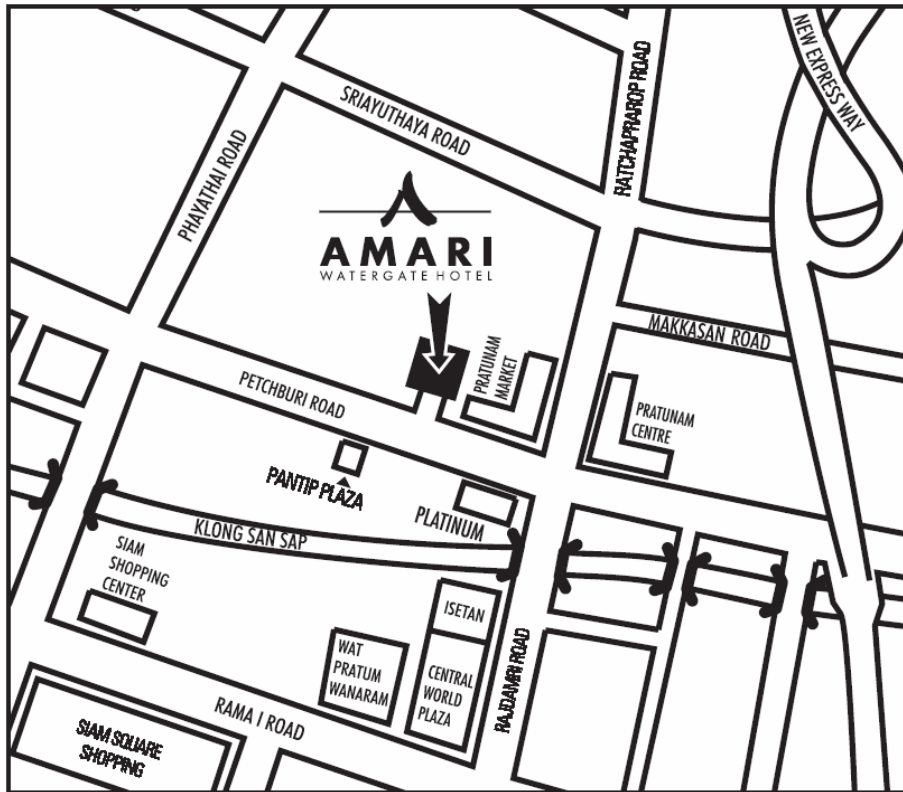 NEW EXPRESS WAY
RATCHAPRAROP ROAD
SRIAYUTHAYA ROAD
PHAYATHAI ROAD
AMARI
WATERGATE HOTEL
MAKKASAN ROAD
PRATUNAM
MARKET
PETCHBURI ROAD
PRATUNAM
CENTRE
PANTIP PLAZA
PLATINUM
KLONG SAN SAP
SIAM
SHOPPING
CENTER
ISETAN
WAT
PRATUM
WANARAM
CENTRAL
WORLD
PLAZA
RAJDAMRI ROAD
RAMA I ROAD
SIAM SQUARE
SHOPPING